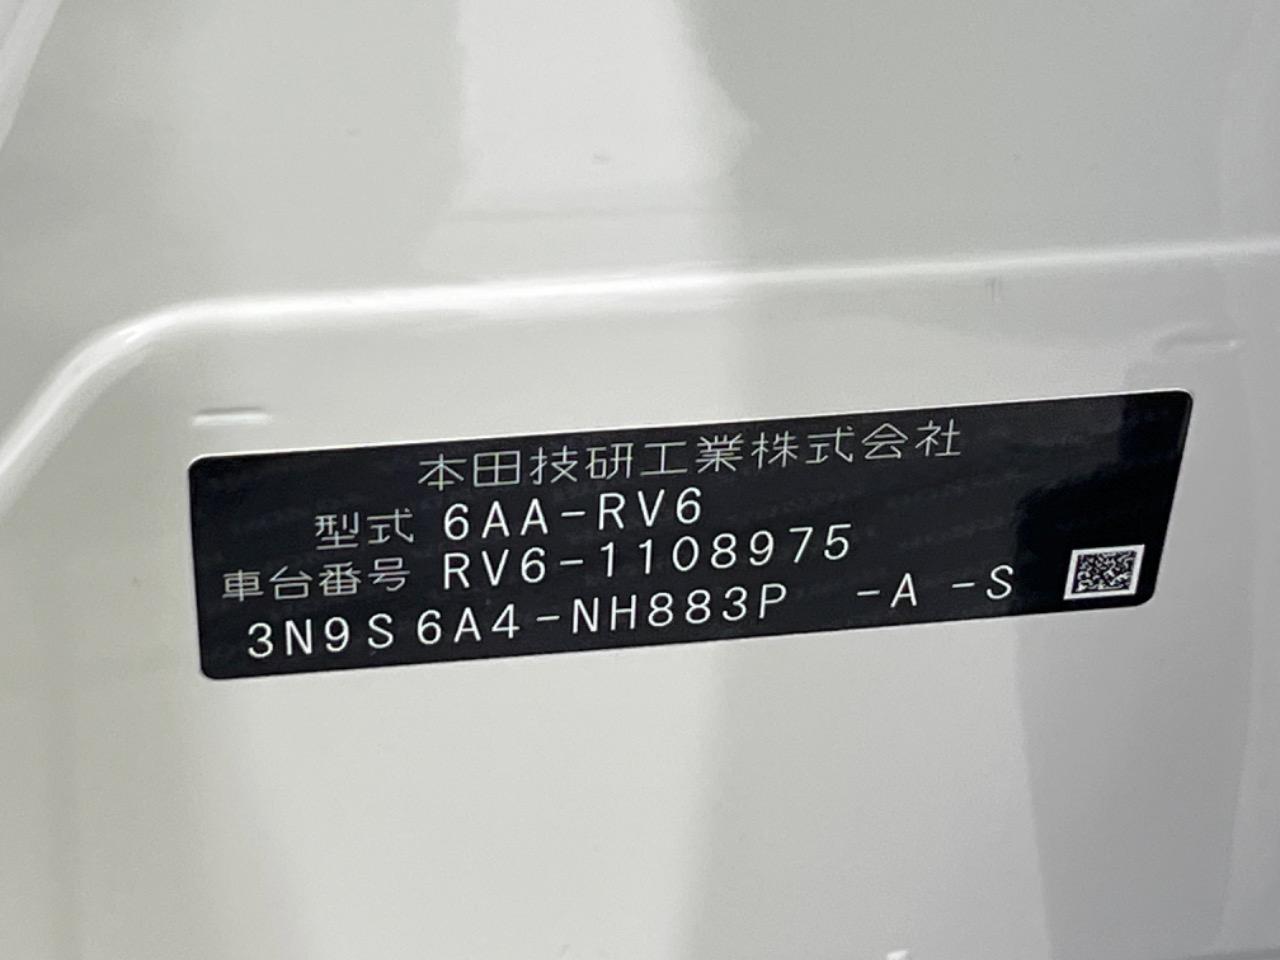 本田技研工業株式会社
型式 6AA-RV6
車台番号 RV6-1108975
3N9S6A4-NH883P -A -S